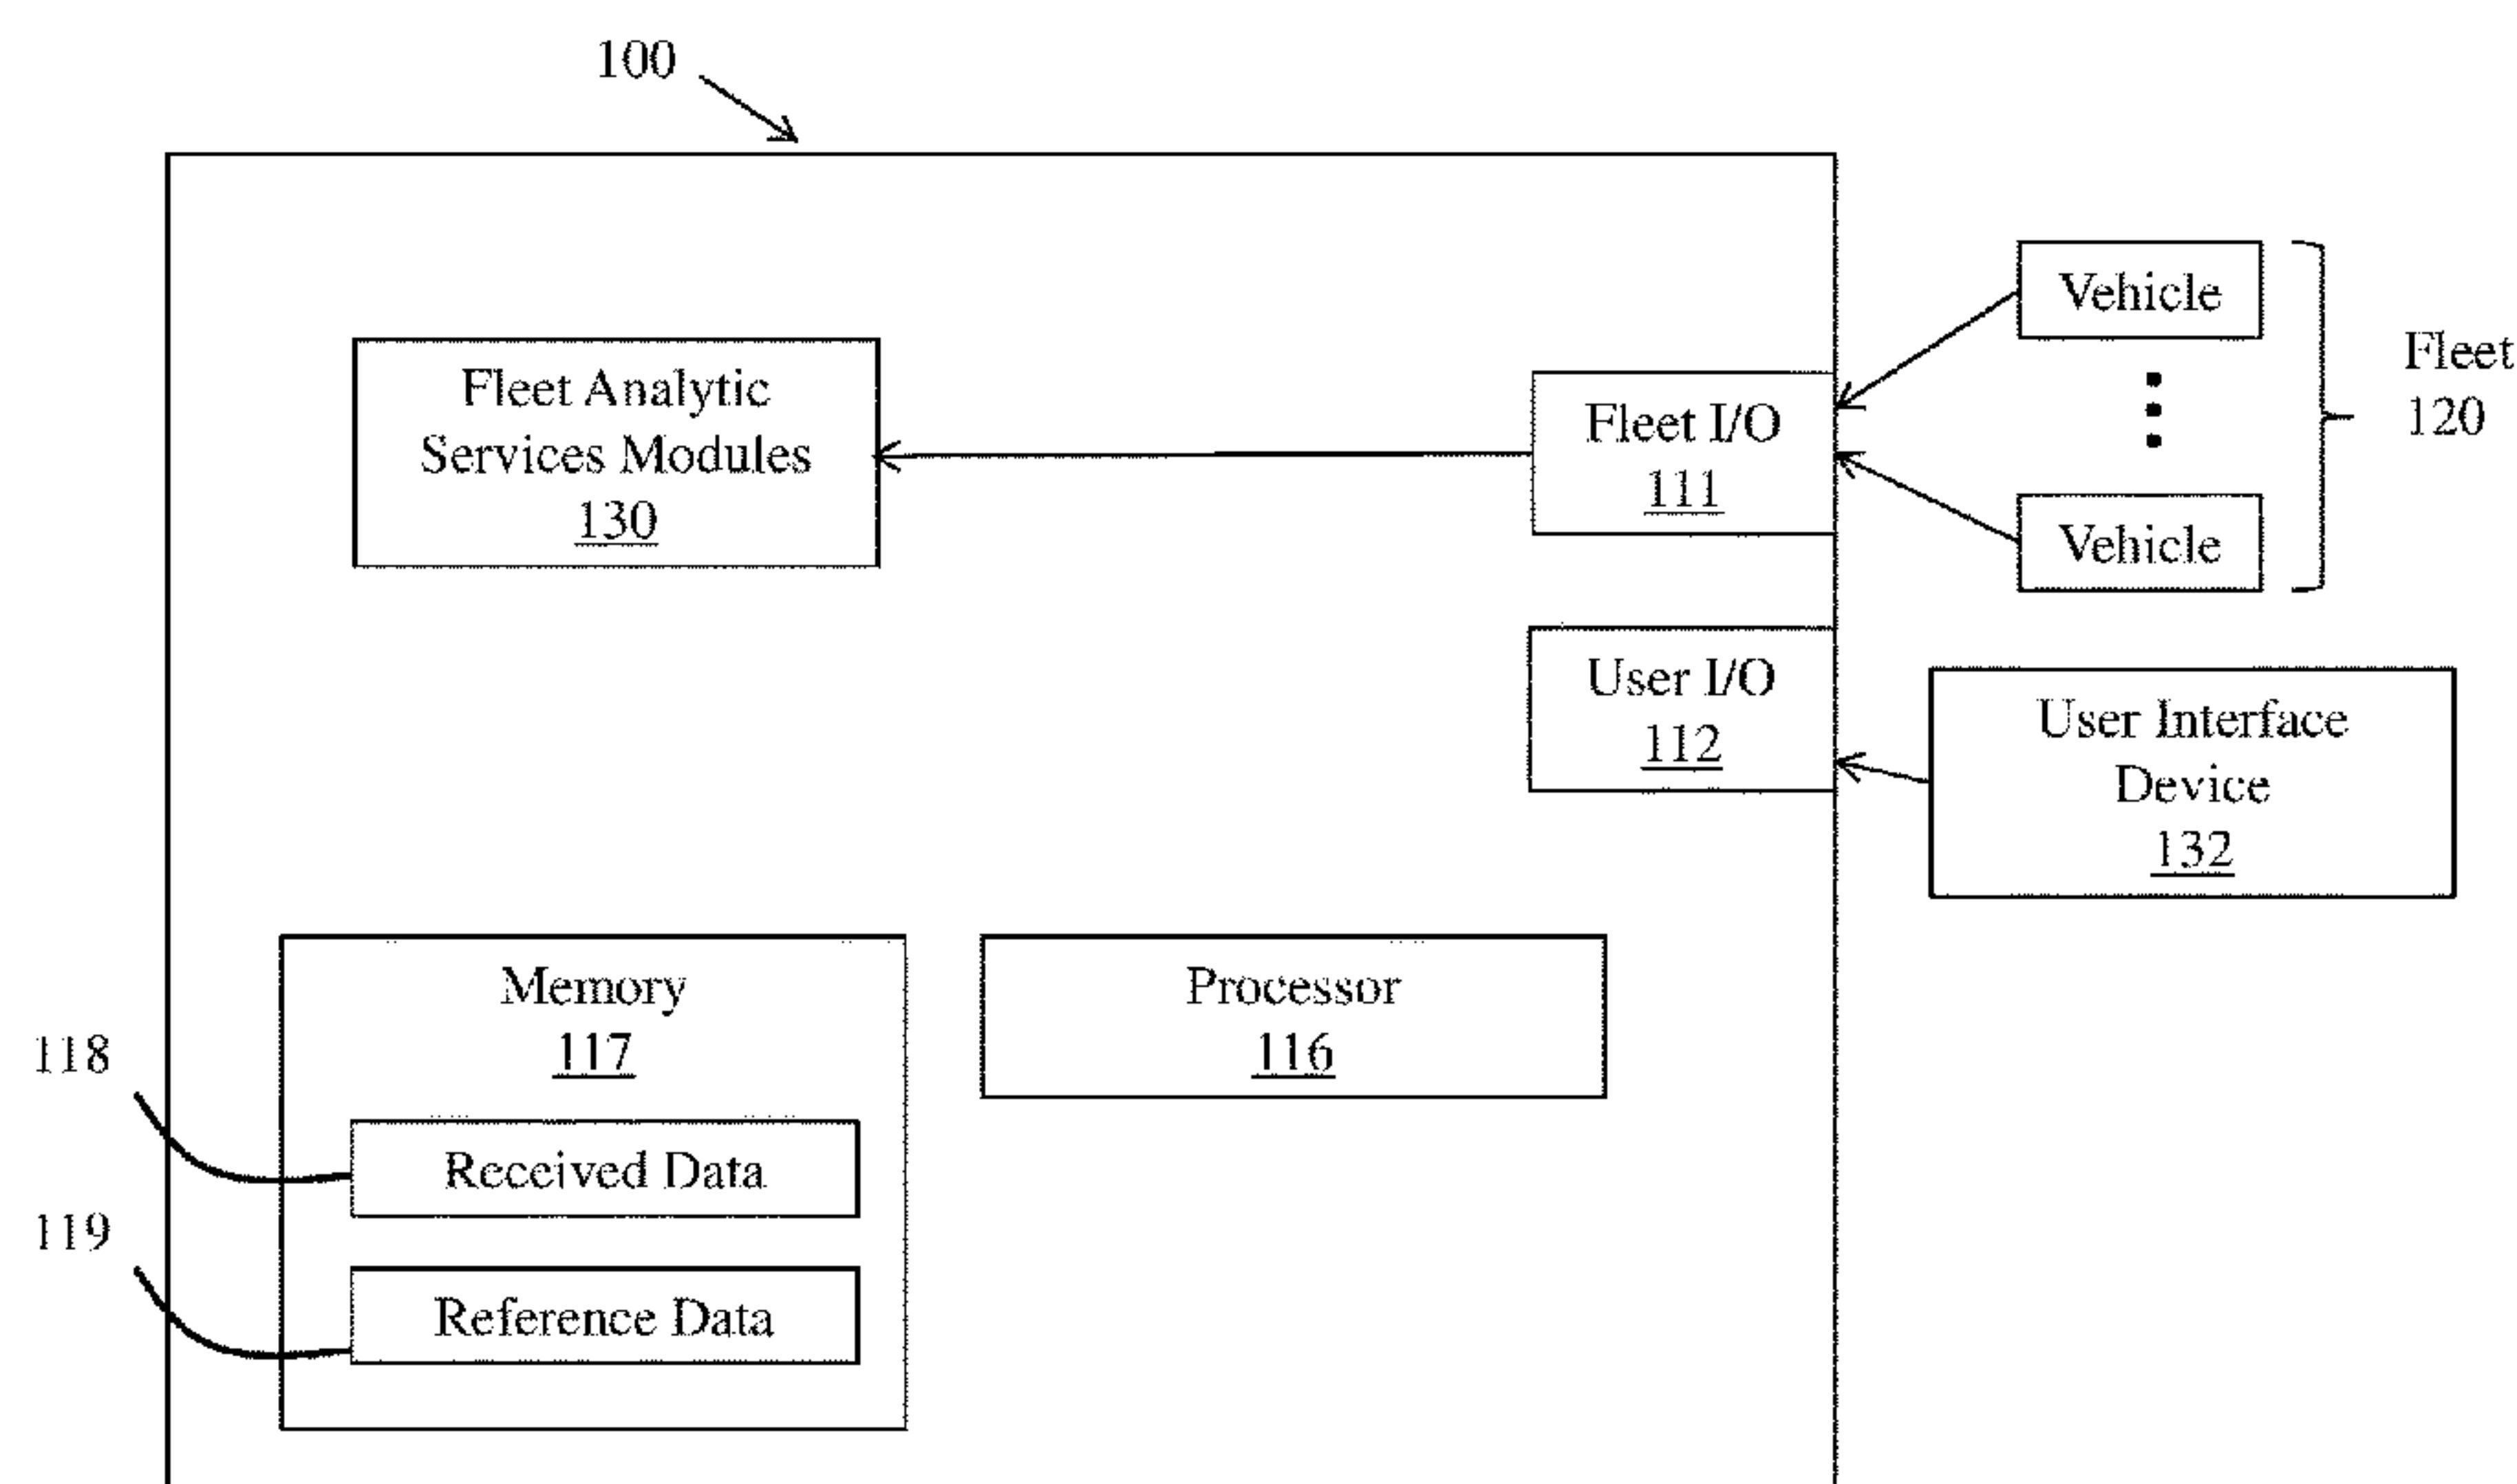 100
Vehicle
Fleet
120
Fleet Analytic
Services Modules
130
Fleet I/O
111
Vehicle
User I/O
112
User Interface
Device
132
Memory
117
Processor
116
118
Received Data
119
Reference Data